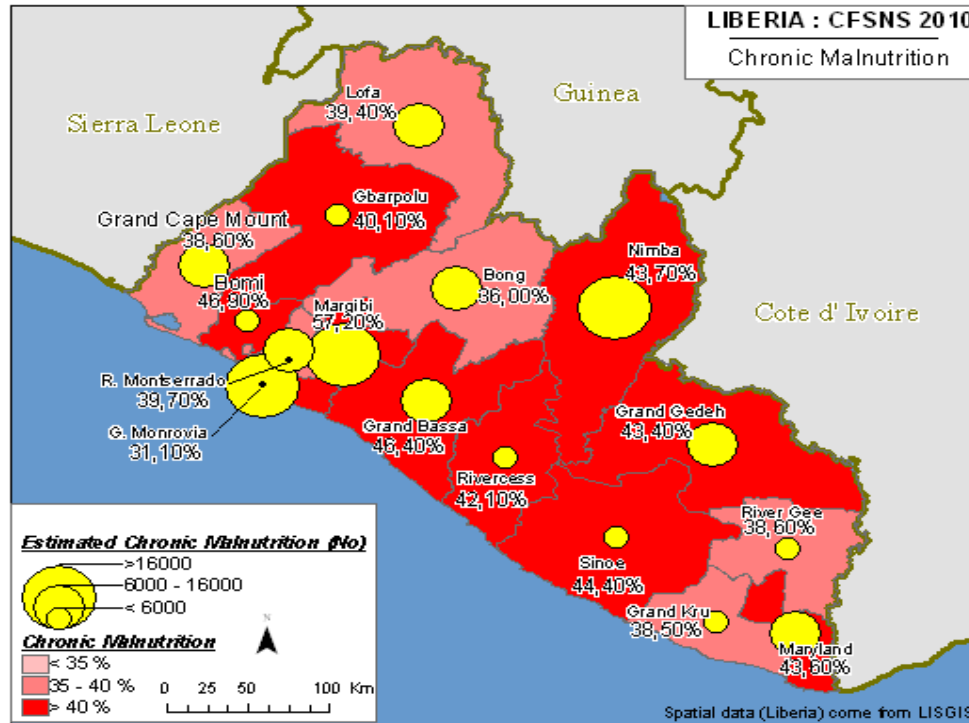 LIBERIA : CFSNS 2010
Chronic Malnutrition
Guinea
Sierra Leone
Cote d' Ivoire
Lofa
39,40%
Gbarpolu
40,10%
Grand Cape Mount
38,60%
Bomi
46,90%
Margibi
57,20%
Bong
36,00%
Nimba
43,70%
R. Montserrado
39,70%
G. Monrovia
31,10%
Grand Bassa
46,40%
Grand Gedeh
43,40%
Rivercess
42,10%
River Gee
38,60%
Sinoe
44,40%
Grand Kru
38,50%
Maryland
43,60%
Estimated Chronic Malnutrition (No)
>16000
6000 - 16000
< 6000
Chronic Malnutrition
< 35 %
35 - 40 %
> 40 %
N
0 25 50 100 Km
Spatial data (Liberia) come from LISGIS